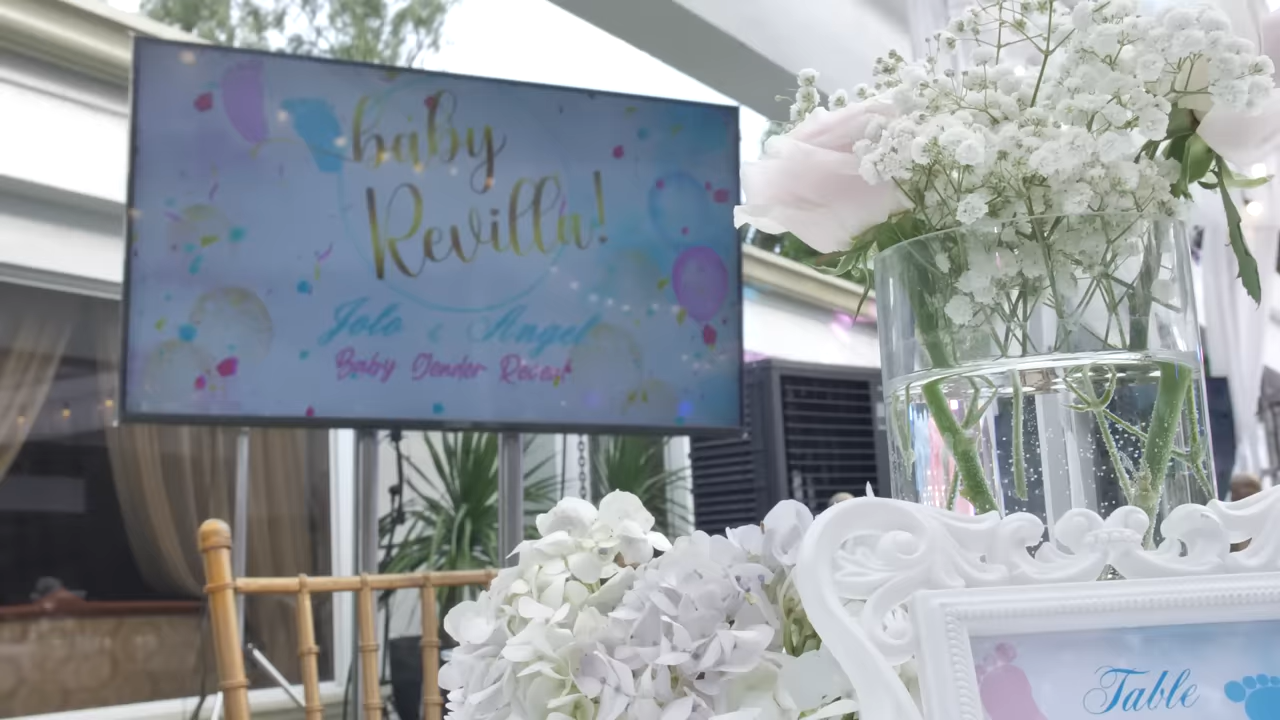 baby
Revilla!
Jolo & Angel
Baby Gender Reveal
Table